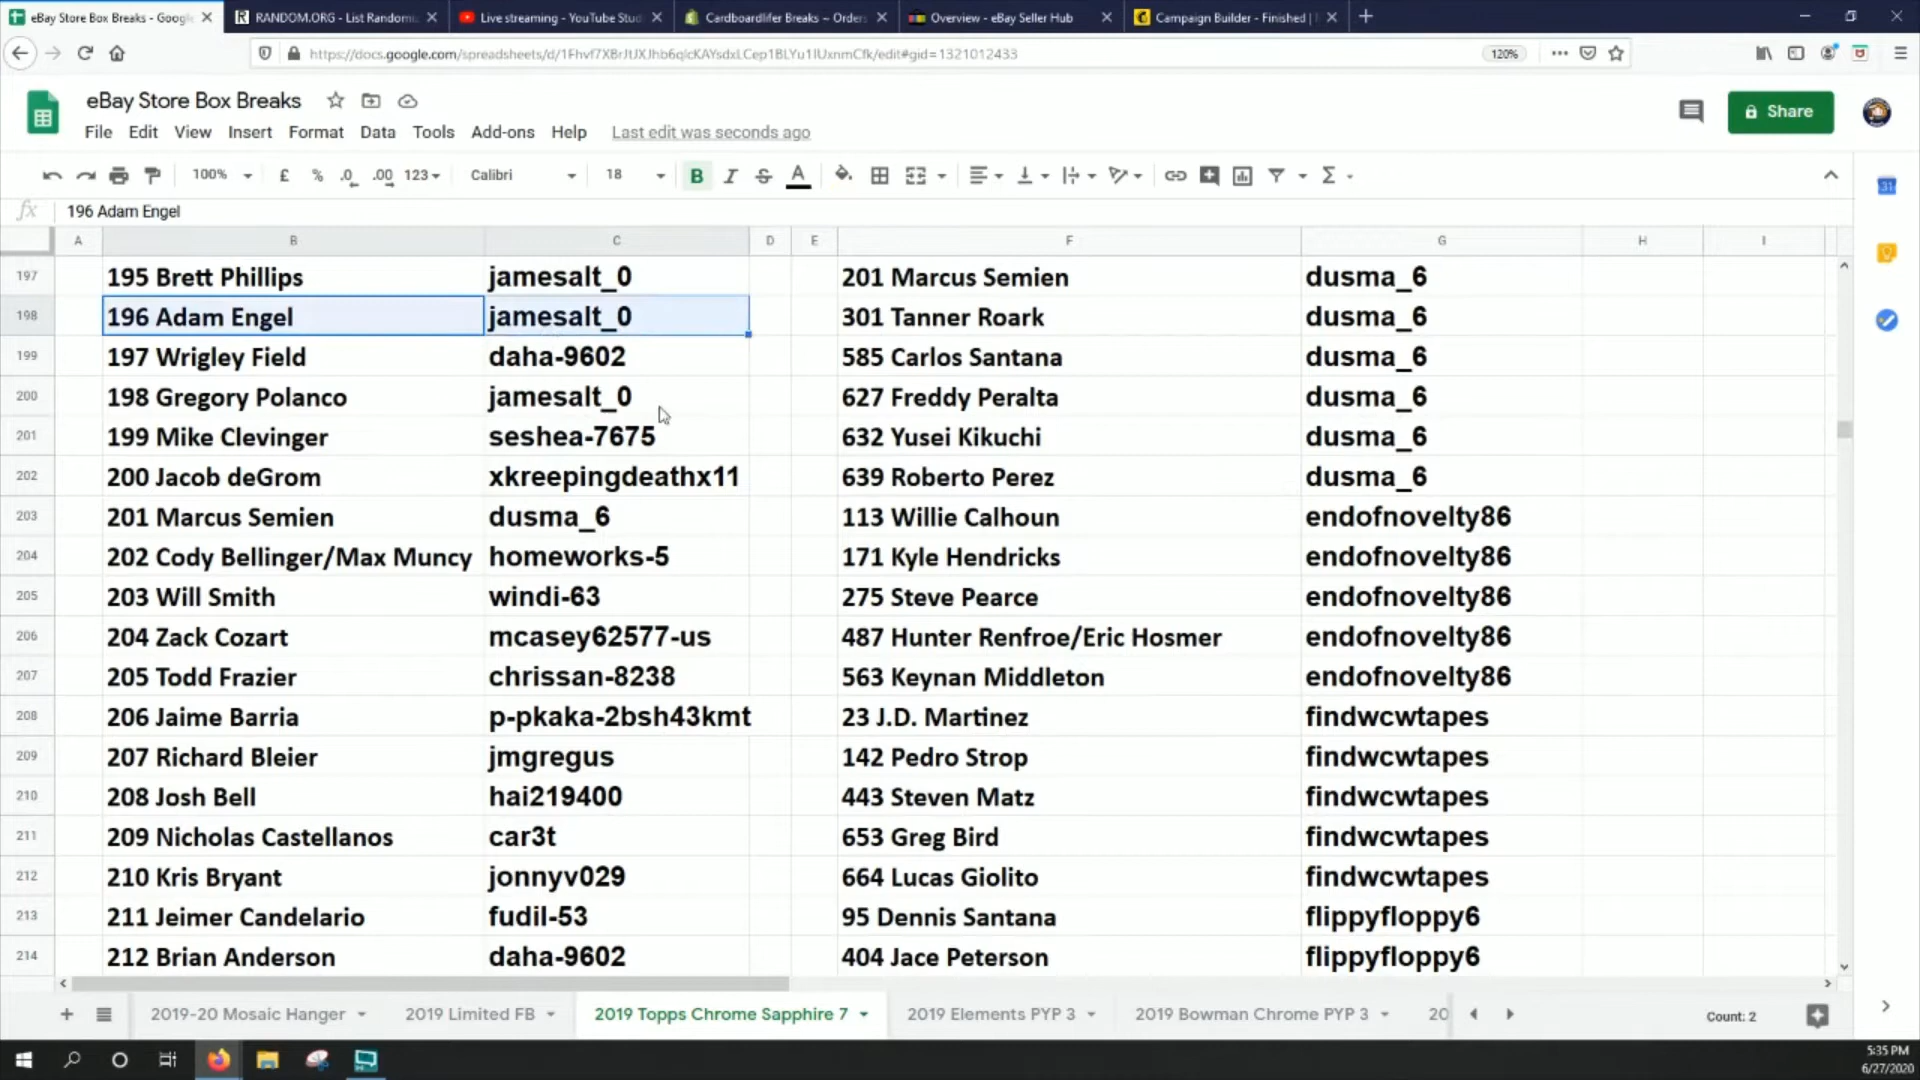 eBay Store Box Breaks - Google
RANDOM.ORG - List Randomi
Live streaming - YouTube Stud
Cardboardlifer Breaks ~ Orders
Overview - eBay Seller Hub
Campaign Builder - Finished |
120%
eBay Store Box Breaks
Share
File Edit View Insert Format Data Tools Add-ons Help Last edit was seconds ago
100% £ % .0 .00 123 Calibri 18 B I S A Σ
fx 196 Adam Engel
A B C D E F G H I
197 195 Brett Phillips jamesalt_0 201 Marcus Semien dusma_6
198 196 Adam Engel jamesalt_0 301 Tanner Roark dusma_6
199 197 Wrigley Field daha-9602 585 Carlos Santana dusma_6
200 198 Gregory Polanco jamesalt_0 627 Freddy Peralta dusma_6
201 199 Mike Clevinger seshea-7675 632 Yusei Kikuchi dusma_6
202 200 Jacob deGrom xkreepingdeathx11 639 Roberto Perez dusma_6
203 201 Marcus Semien dusma_6 113 Willie Calhoun endofnovelty86
204 202 Cody Bellinger/Max Muncy homeworks-5 171 Kyle Hendricks endofnovelty86
205 203 Will Smith windi-63 275 Steve Pearce endofnovelty86
206 204 Zack Cozart mcasey62577-us 487 Hunter Renfroe/Eric Hosmer endofnovelty86
207 205 Todd Frazier chrissan-8238 563 Keynan Middleton endofnovelty86
208 206 Jaime Barria p-pkaka-2bsh43kmt 23 J.D. Martinez findwcwtapes
209 207 Richard Bleier jmgregus 142 Pedro Strop findwcwtapes
210 208 Josh Bell hai219400 443 Steven Matz findwcwtapes
211 209 Nicholas Castellanos car3t 653 Greg Bird findwcwtapes
212 210 Kris Bryant jonnyv029 664 Lucas Giolito findwcwtapes
213 211 Jeimer Candelario fudil-53 95 Dennis Santana flippyfloppy6
214 212 Brian Anderson daha-9602 404 Jace Peterson flippyfloppy6
2019-20 Mosaic Hanger 2019 Limited FB 2019 Topps Chrome Sapphire 7 2019 Elements PYP 3 2019 Bowman Chrome PYP 3 20 Count: 2
5:35 PM
6/27/2020